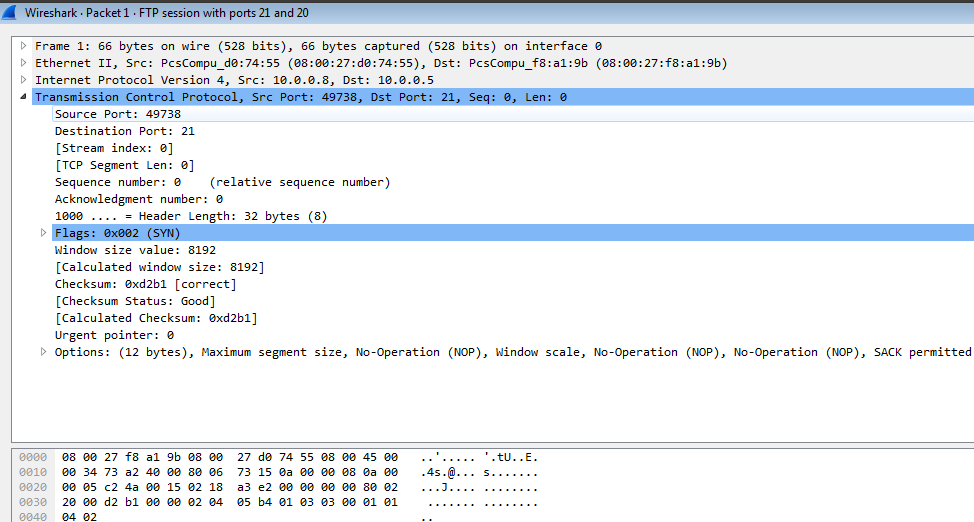 Wireshark · Packet 1 · FTP session with ports 21 and 20
Frame 1: 66 bytes on wire (528 bits), 66 bytes captured (528 bits) on interface 0
Ethernet II, Src: PcsCompu_d0:74:55 (08:00:27:d0:74:55), Dst: PcsCompu_f8:a1:9b (08:00:27:f8:a1:9b)
Internet Protocol Version 4, Src: 10.0.0.8, Dst: 10.0.0.5
Transmission Control Protocol, Src Port: 49738, Dst Port: 21, Seq: 0, Len: 0
Source Port: 49738
Destination Port: 21
[Stream index: 0]
[TCP Segment Len: 0]
Sequence number: 0    (relative sequence number)
Acknowledgment number: 0
1000 .... = Header Length: 32 bytes (8)
Flags: 0x002 (SYN)
Window size value: 8192
[Calculated window size: 8192]
Checksum: 0xd2b1 [correct]
[Checksum Status: Good]
[Calculated Checksum: 0xd2b1]
Urgent pointer: 0
Options: (12 bytes), Maximum segment size, No-Operation (NOP), Window scale, No-Operation (NOP), No-Operation (NOP), SACK permitted
0000  08 00 27 f8 a1 9b 08 00  27 d0 74 55 08 00 45 00   ..'..... '.tU..E.
0010  00 34 73 a2 40 00 80 06  73 15 0a 00 00 08 0a 00   .4s.@... s.......
0020  00 05 c2 4a 00 15 02 18  a3 e2 00 00 00 00 80 02   ...J.... ........
0030  20 00 d2 b1 00 00 02 04  05 b4 01 03 03 00 01 01    ....... ........
0040  04 02   ..